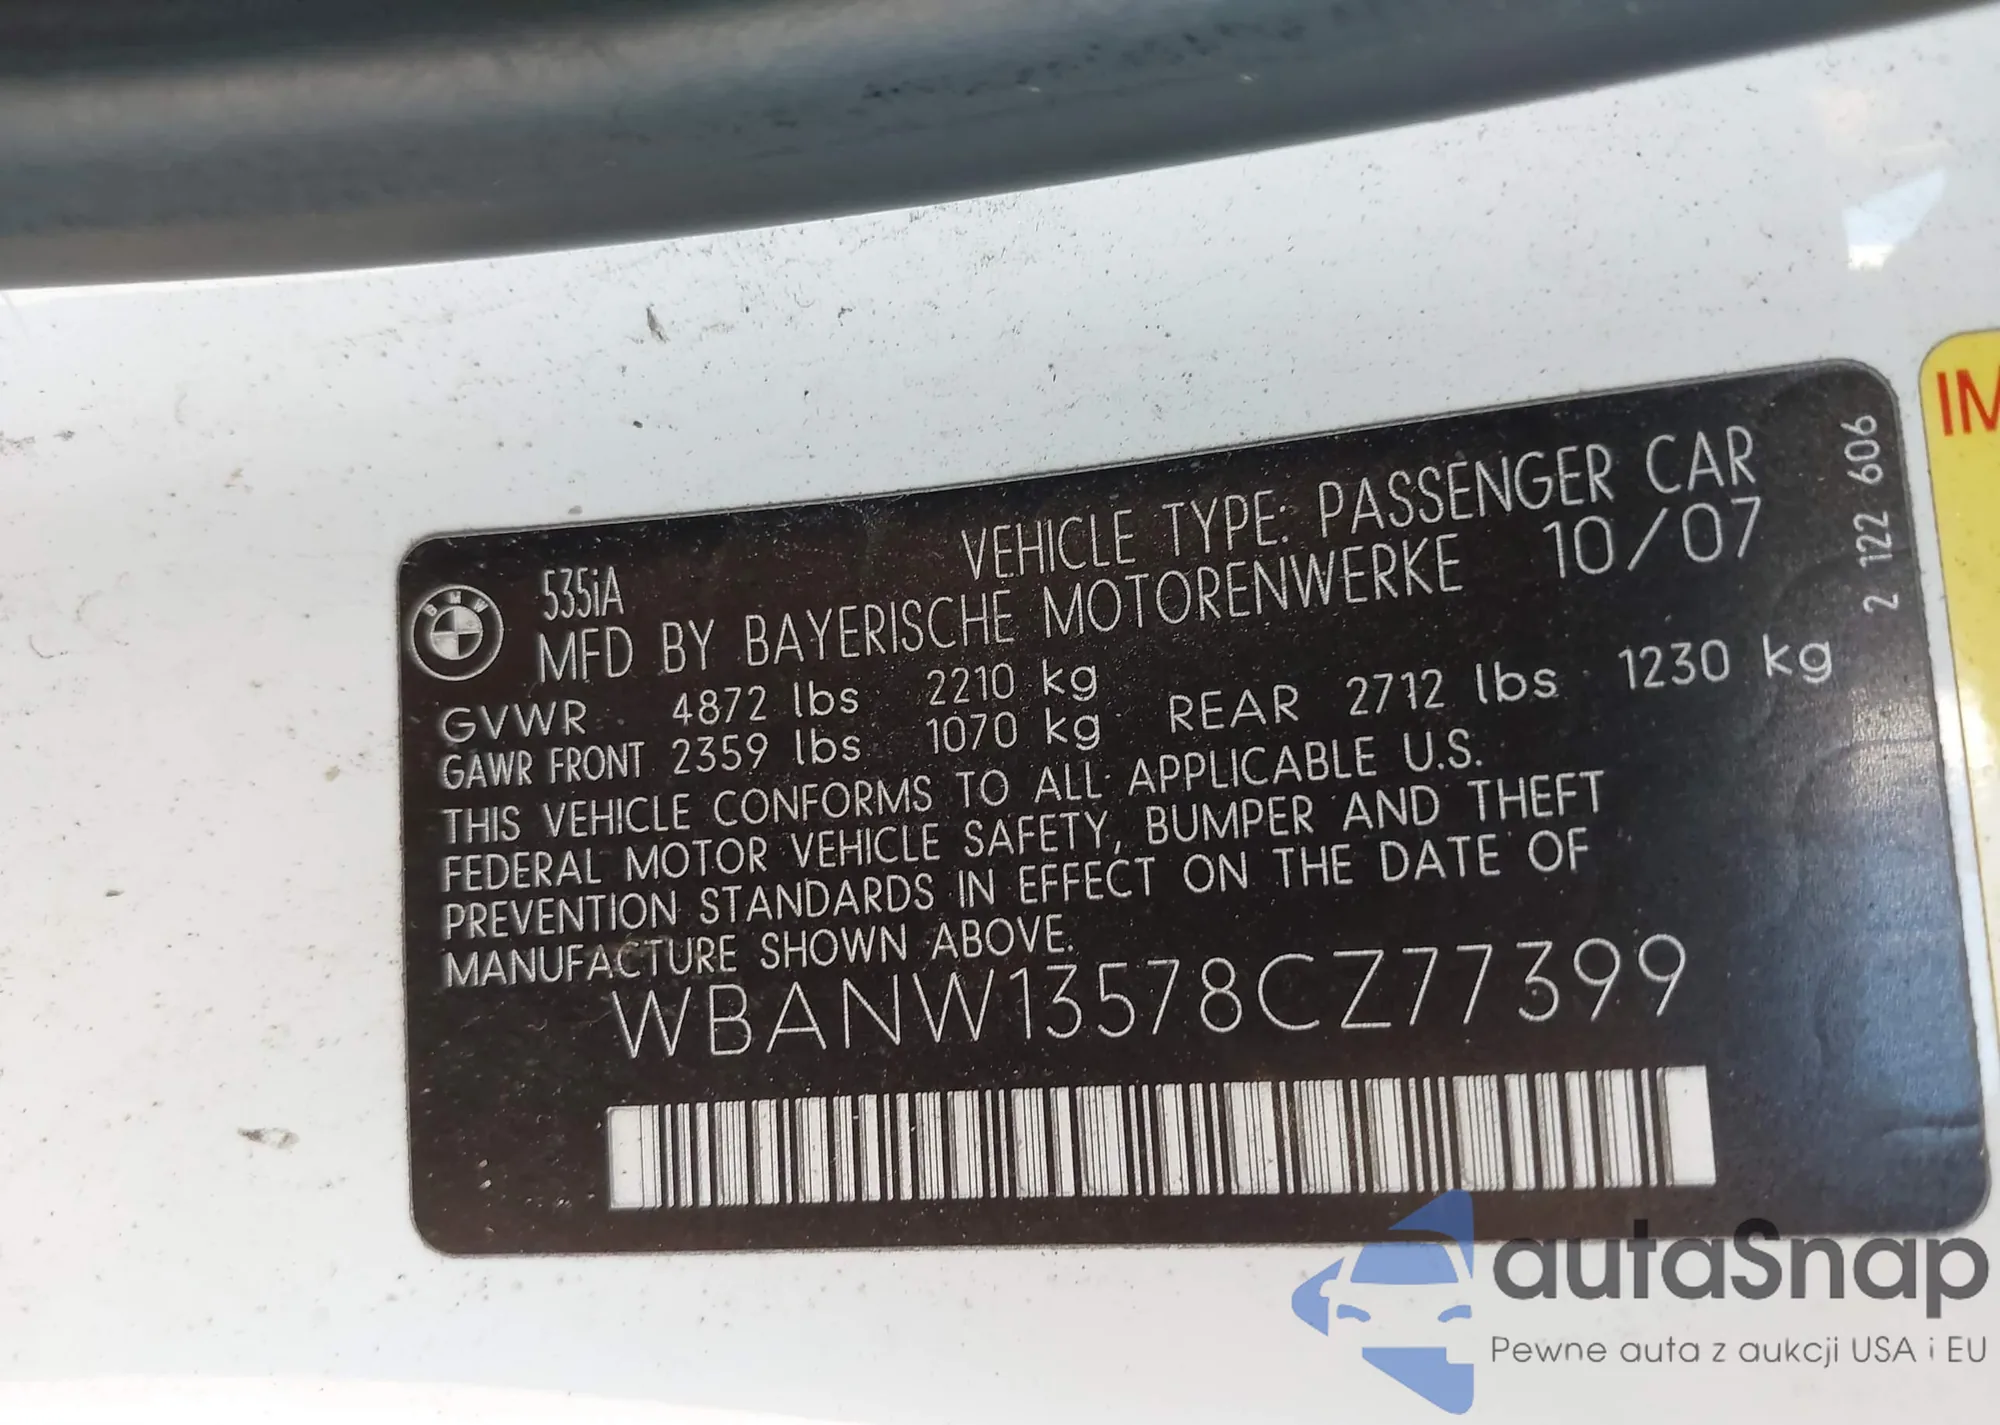 VEHICLE TYPE: PASSENGER CAR
535iA
MFD BY BAYERISCHE MOTORENWERKE 10/07
GVWR 4872 lbs 2210 kg
GAWR FRONT 2359 lbs 1070 kg REAR 2712 lbs 1230 kg
THIS VEHICLE CONFORMS TO ALL APPLICABLE U.S.
FEDERAL MOTOR VEHICLE SAFETY, BUMPER AND THEFT
PREVENTION STANDARDS IN EFFECT ON THE DATE OF
MANUFACTURE SHOWN ABOVE.
WBANW13578CZ77399
2 122 606
BMW
IM
autaSnap
Pewne auta z aukcji USA i EU